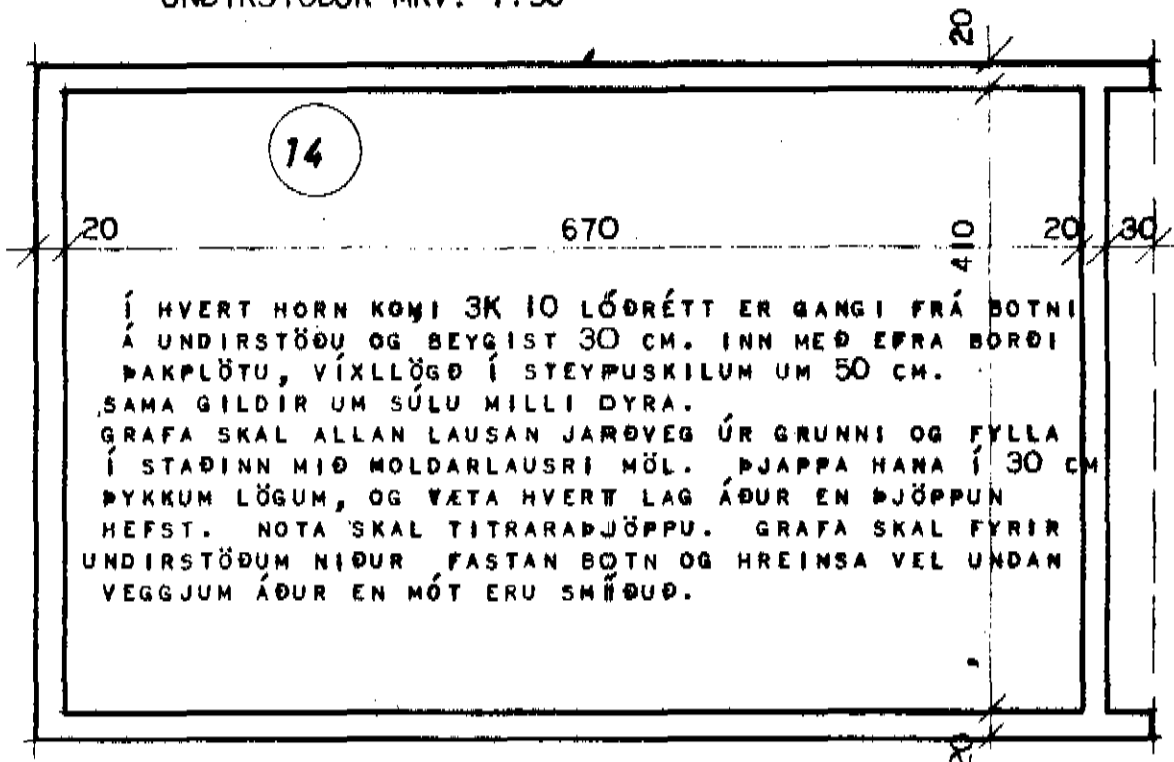 UNDIRSTÖÐUR MKV. 1:50
20
14
20 670 410 20 30
Í HVERT HORN KOMI 3K 10 LÓÐRÉTT ER GANGI FRÁ BOTNI
Á UNDIRSTÖÐU OG BEYGIST 30 CM. INN MEÐ EFRA BORÐI
ÞAKPLÖTU, VÍXLLÖGÐ Í STEYPUSKILUM UM 50 CM.
SAMA GILDIR UM SÚLU MILLI DYRA.
GRAFA SKAL ALLAN LAUSAN JARÐVEG ÚR GRUNNI OG FYLLA
Í STAÐINN MIÐ MOLDARLAUSRI MÖL. ÞJAPPA HANA Í 30 CM
ÞYKKUM LÖGUM, OG VÆTA HVERT LAG ÁÐUR EN ÞJÖPPUN
HEFST. NOTA SKAL TITRARAÞJÖPPU. GRAFA SKAL FYRIR
UNDIRSTÖÐUM NIÐUR FASTAN BOTN OG HREINSA VEL UNDAN
VEGGJUM ÁÐUR EN MÓT ERU SMÍÐUÐ.
20